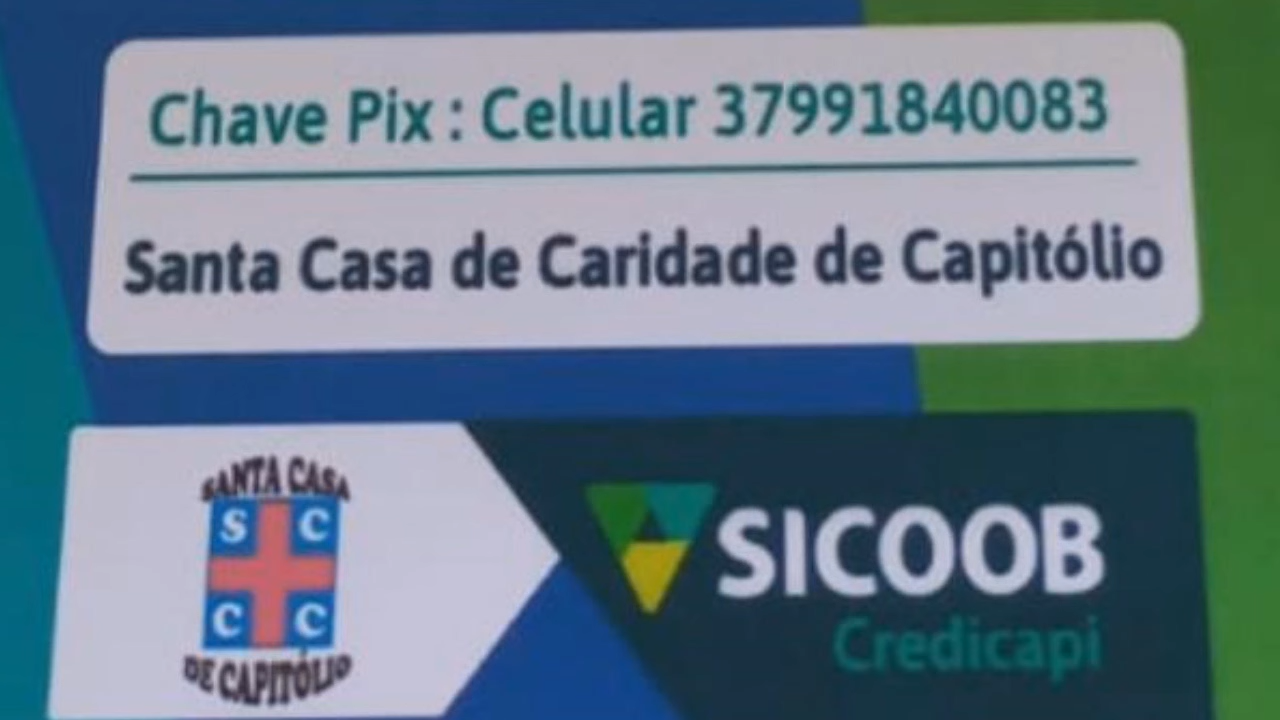 Chave Pix : Celular 37991840083
Santa Casa de Caridade de Capitólio
SANTA CASA
S C
C C
DE CAPITÓLIO
SICOOB
Credicapi